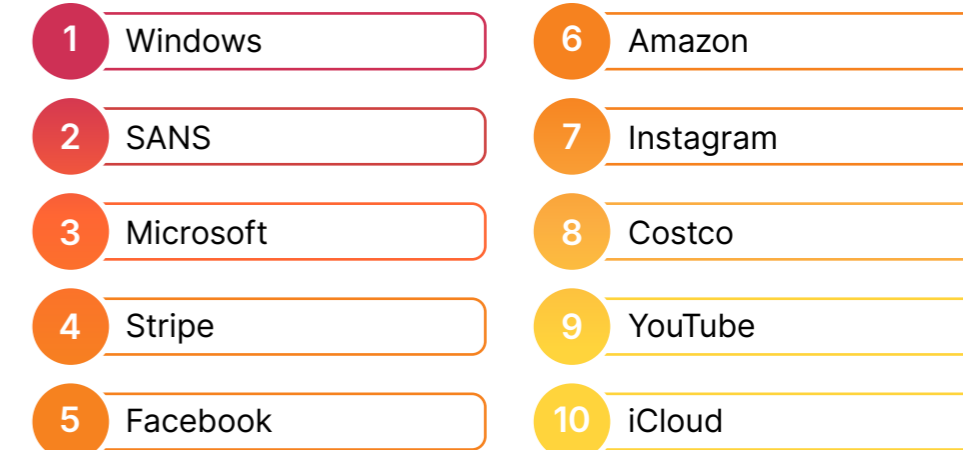 1 Windows
2 SANS
3 Microsoft
4 Stripe
5 Facebook
6 Amazon
7 Instagram
8 Costco
9 YouTube
10 iCloud